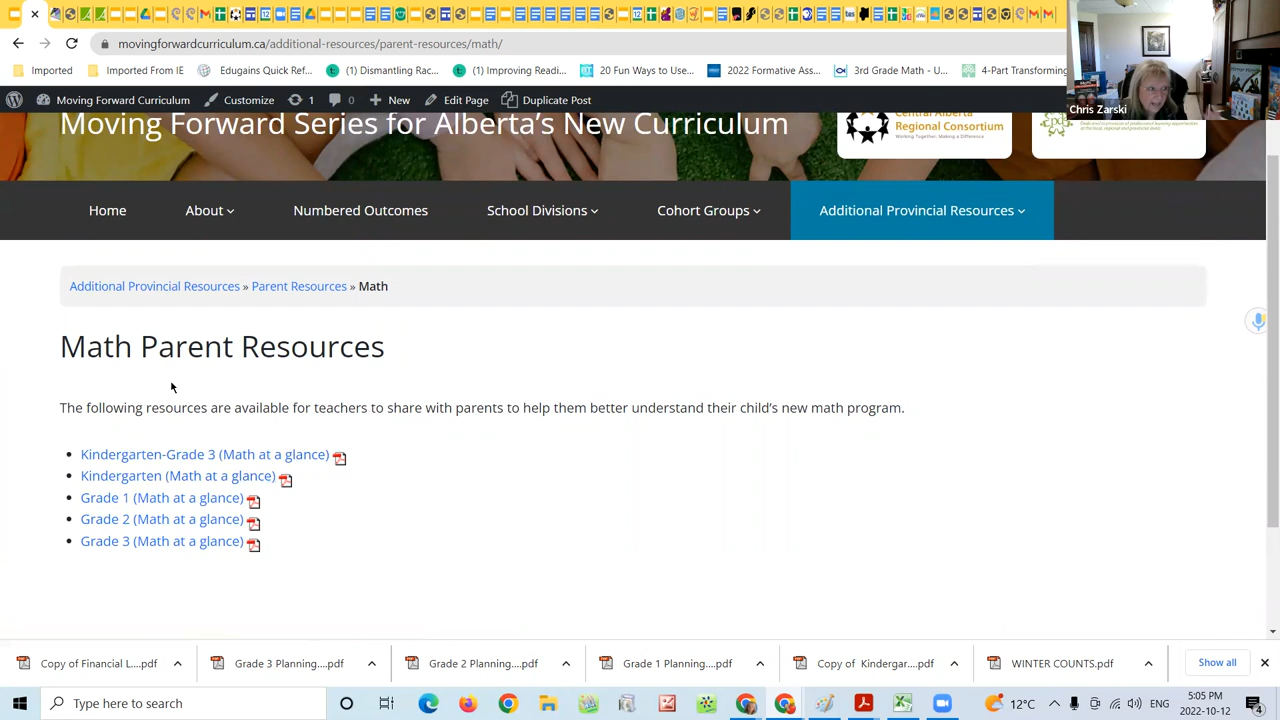 12
12
tes
movingforwardcurriculum.ca/additional-resources/parent-resources/math/
Imported
Imported From IE
Edugains Quick Ref...
(1) Dismantling Rac...
(1) Improving Readi...
20 Fun Ways to Use...
2022 Formative Ass...
3rd Grade Math - U...
4-Part Transforming
Chris Zarski
Moving Forward Curriculum
Customize
1
0
New
Edit Page
Duplicate Post
Moving Forward Series for Alberta's New Curriculum
Central Alberta
Regional Consortium
Working Together: Making a Difference
Home
About
Numbered Outcomes
School Divisions
Cohort Groups
Additional Provincial Resources
Additional Provincial Resources » Parent Resources » Math
Math Parent Resources
The following resources are available for teachers to share with parents to help them better understand their child's new math program.
• Kindergarten-Grade 3 (Math at a glance)
• Kindergarten (Math at a glance)
• Grade 1 (Math at a glance)
• Grade 2 (Math at a glance)
• Grade 3 (Math at a glance)
Copy of Financial L....pdf
Grade 3 Planning....pdf
Grade 2 Planning....pdf
Grade 1 Planning....pdf
Copy of Kindergar....pdf
WINTER COUNTS.pdf
Show all
Type here to search
12°C
ENG
5:05 PM
2022-10-12
4